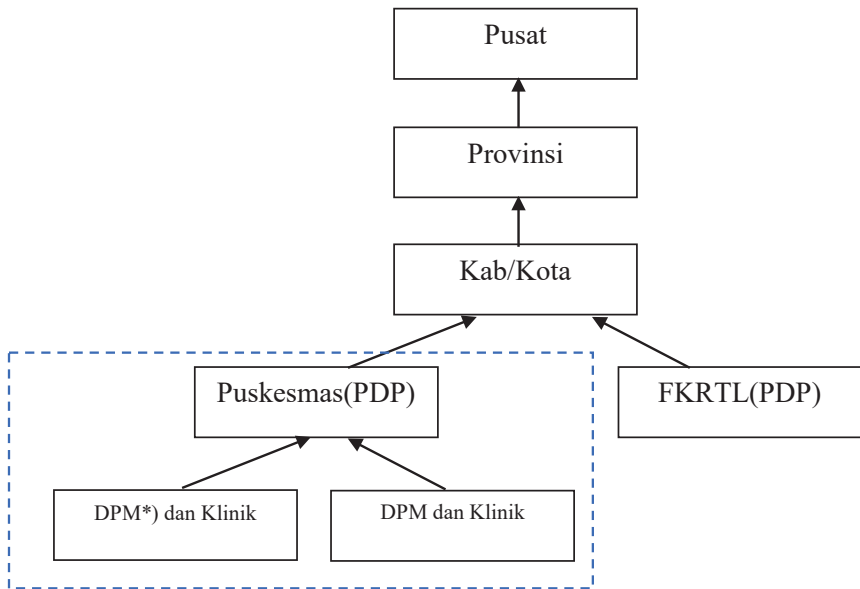 Pusat
Provinsi
Kab/Kota
Puskesmas(PDP)
FKRTL(PDP)
DPM*) dan Klinik
DPM dan Klinik